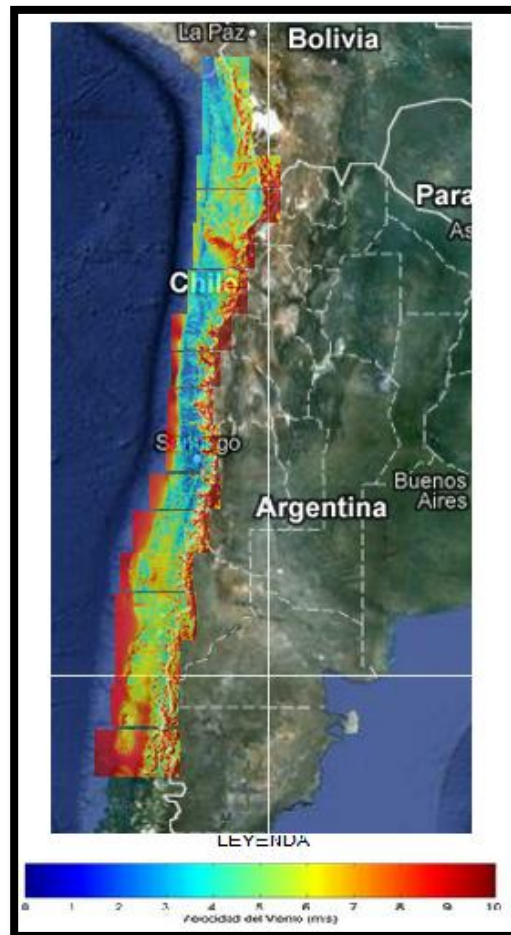 La Paz
Bolivia
Para
As
Chile
Santiago
Buenos
Aires
Argentina
LEYENDA
0 1 2 3 4 5 6 7 8 9 10
Velocidad del Viento (m/s)